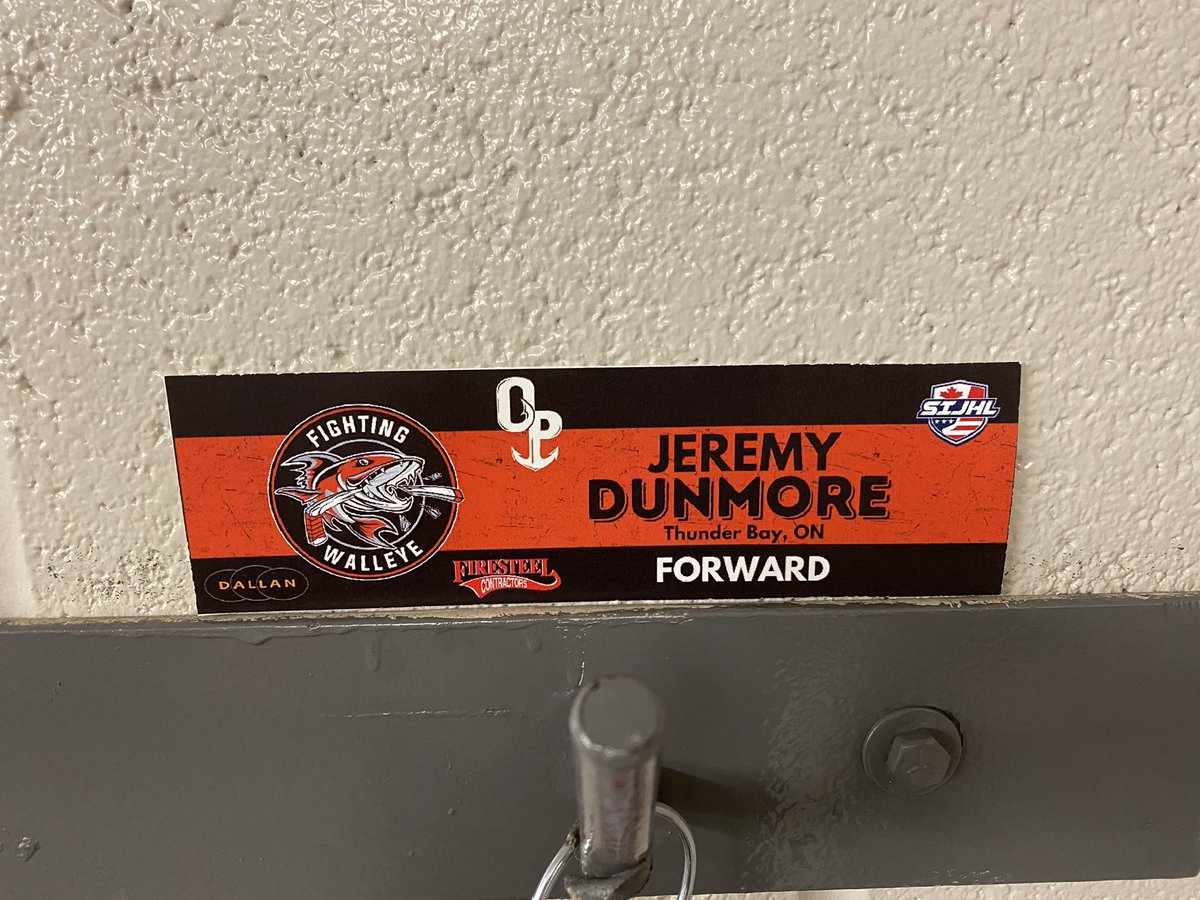 FIGHTING
WALLEYE
DALLAN
OP
FIRESTEEL
CONTRACTORS
JEREMY
DUNMORE
Thunder Bay, ON
FORWARD
SIJHL